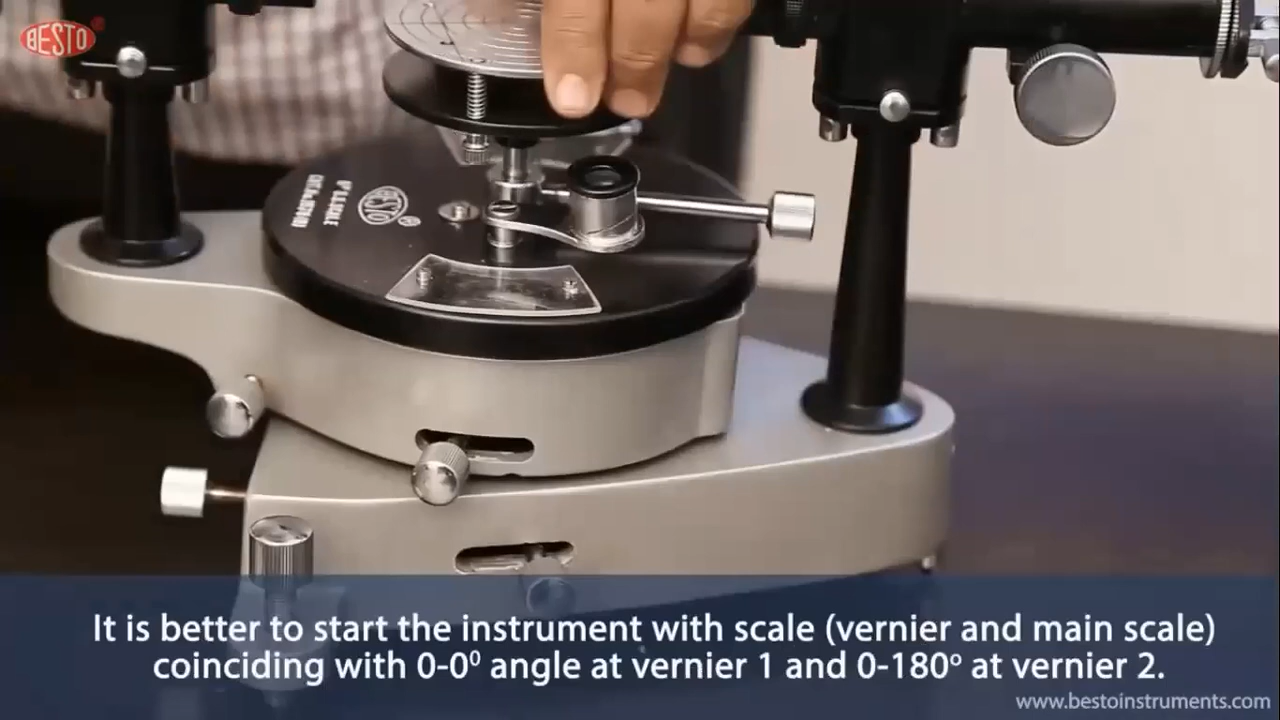 BESTO
BESTO
It is better to start the instrument with scale (vernier and main scale)
coinciding with 0-0⁰ angle at vernier 1 and 0-180º at vernier 2.
www.bestoinstruments.com